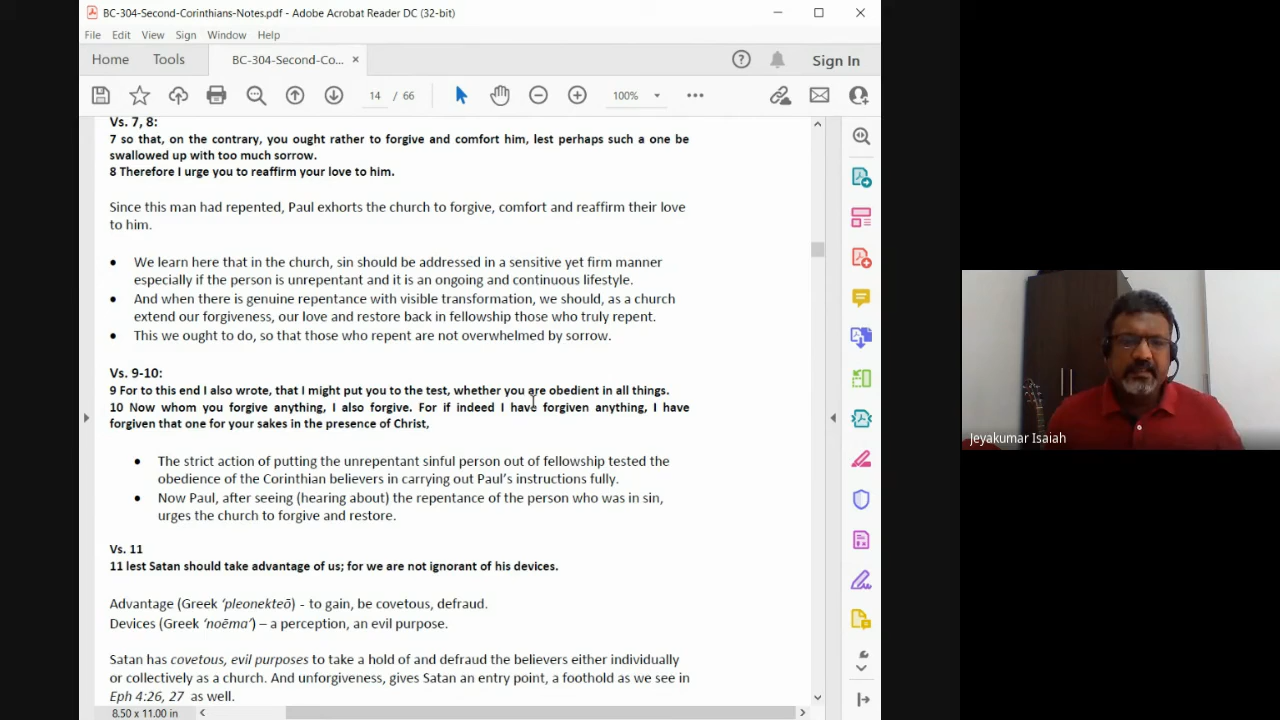 BC-304-Second-Corinthians-Notes.pdf - Adobe Acrobat Reader DC (32-bit)
File Edit View Sign Window Help
Home Tools BC-304-Second-Co... × Sign In
14 / 66 100%
Vs. 7, 8:
7 so that, on the contrary, you ought rather to forgive and comfort him, lest perhaps such a one be
swallowed up with too much sorrow.
8 Therefore I urge you to reaffirm your love to him.
Since this man had repented, Paul exhorts the church to forgive, comfort and reaffirm their love
to him.
• We learn here that in the church, sin should be addressed in a sensitive yet firm manner
especially if the person is unrepentant and it is an ongoing and continuous lifestyle.
• And when there is genuine repentance with visible transformation, we should, as a church
extend our forgiveness, our love and restore back in fellowship those who truly repent.
• This we ought to do, so that those who repent are not overwhelmed by sorrow.
Vs. 9-10:
9 For to this end I also wrote, that I might put you to the test, whether you are obedient in all things.
10 Now whom you forgive anything, I also forgive. For if indeed I have forgiven anything, I have
forgiven that one for your sakes in the presence of Christ,
• The strict action of putting the unrepentant sinful person out of fellowship tested the
obedience of the Corinthian believers in carrying out Paul's instructions fully.
• Now Paul, after seeing (hearing about) the repentance of the person who was in sin,
urges the church to forgive and restore.
Vs. 11
11 lest Satan should take advantage of us; for we are not ignorant of his devices.
Advantage (Greek 'pleonekteō) - to gain, be covetous, defraud.
Devices (Greek 'noēma') – a perception, an evil purpose.
Satan has covetous, evil purposes to take a hold of and defraud the believers either individually
or collectively as a church. And unforgiveness, gives Satan an entry point, a foothold as we see in
Eph 4:26, 27 as well.
8.50 x 11.00 in
Jeyakumar Isaiah